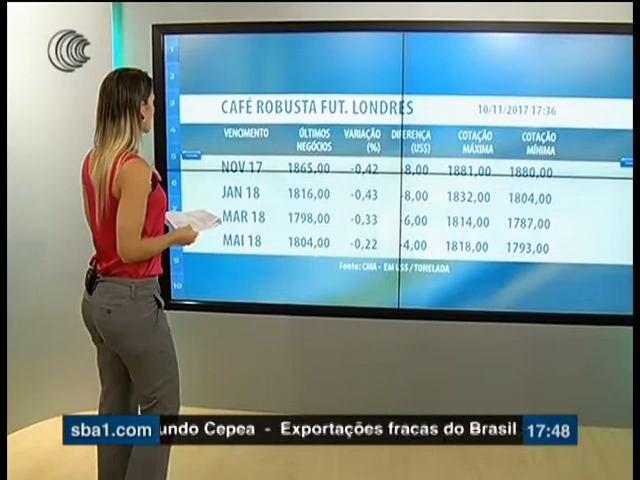 CAFÉ ROBUSTA FUT. LONDRES 10/11/2017 17:36
VENCIMENTO ÚLTIMOS NEGÓCIOS VARIAÇÃO (%) DIFERENÇA (US$) COTAÇÃO MÁXIMA COTAÇÃO MÍNIMA
NOV 17 1865,00 -0,42 -8,00 1881,00 1880,00
JAN 18 1816,00 -0,43 -8,00 1832,00 1804,00
MAR 18 1798,00 -0,33 -6,00 1814,00 1787,00
MAI 18 1804,00 -0,22 -4,00 1818,00 1793,00
Fonte: CMA - EM US$ / TONELADA
1
2
3
4
5
6
7
8
9
10
sba1.com undo Cepea - Exportações fracas do Brasil 17:48